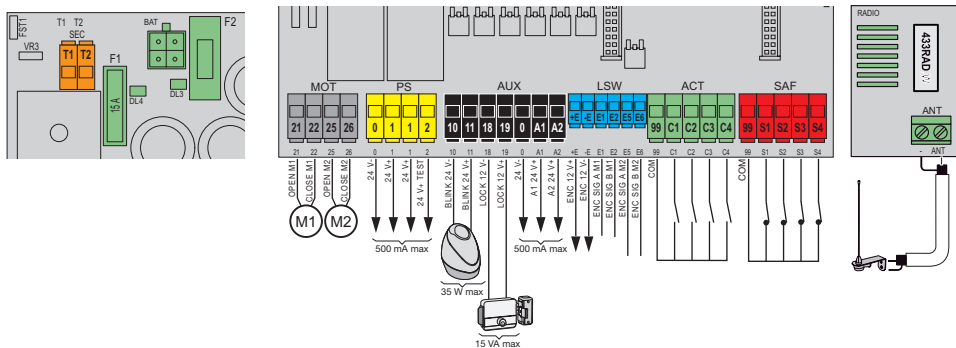 FST1
VR3
T1 T2
SEC
T1 T2
F1
15 A
DL4
BAT
DL3
F2
MOT PS AUX LSW ACT SAF
21 22 25 26 0 1 1 2 10 11 18 19 0 A1 A2 +E -E E1 E2 E5 E6 99 C1 C2 C3 C4 99 S1 S2 S3 S4
21 22 25 26 0 1 1 2 10 11 18 19 0 A1 A2 +E -E E1 E2 E5 E6 99 C1 C2 C3 C4 99 S1 S2 S3 S4
OPEN M1
CLOSE M1
OPEN M2
CLOSE M2
24 V-
24 V+
24 V+
24 V+ TEST
BLINK 24 V-
BLINK 24 V+
LOCK 12 V-
LOCK 12 V+
24 V-
A1 24 V+
A2 24 V+
ENC 12 V+
ENC 12 V-
ENC SIG A M1
ENC SIG B M1
ENC SIG A M2
ENC SIG B M2
COM
COM
M1 M2
500 mA max
35 W max
500 mA max
15 VA max
RADIO
433RAD
ANT
- ANT